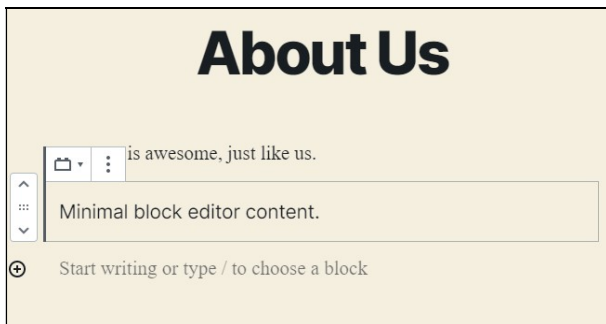 About Us
is awesome, just like us.
Minimal block editor content.
Start writing or type / to choose a block